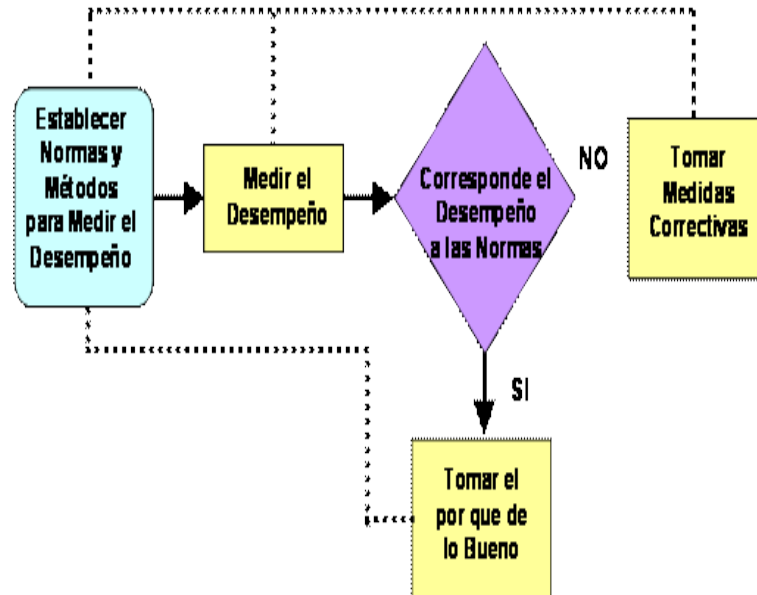 Establecer
Normas y
Métodos
para Medir el
Desempeño
Medir el
Desempeño
Corresponde el
Desempeño
a las Normas
NO
Tomar
Medidas
Correctivas
SI
Tomar el
por que de
lo Bueno